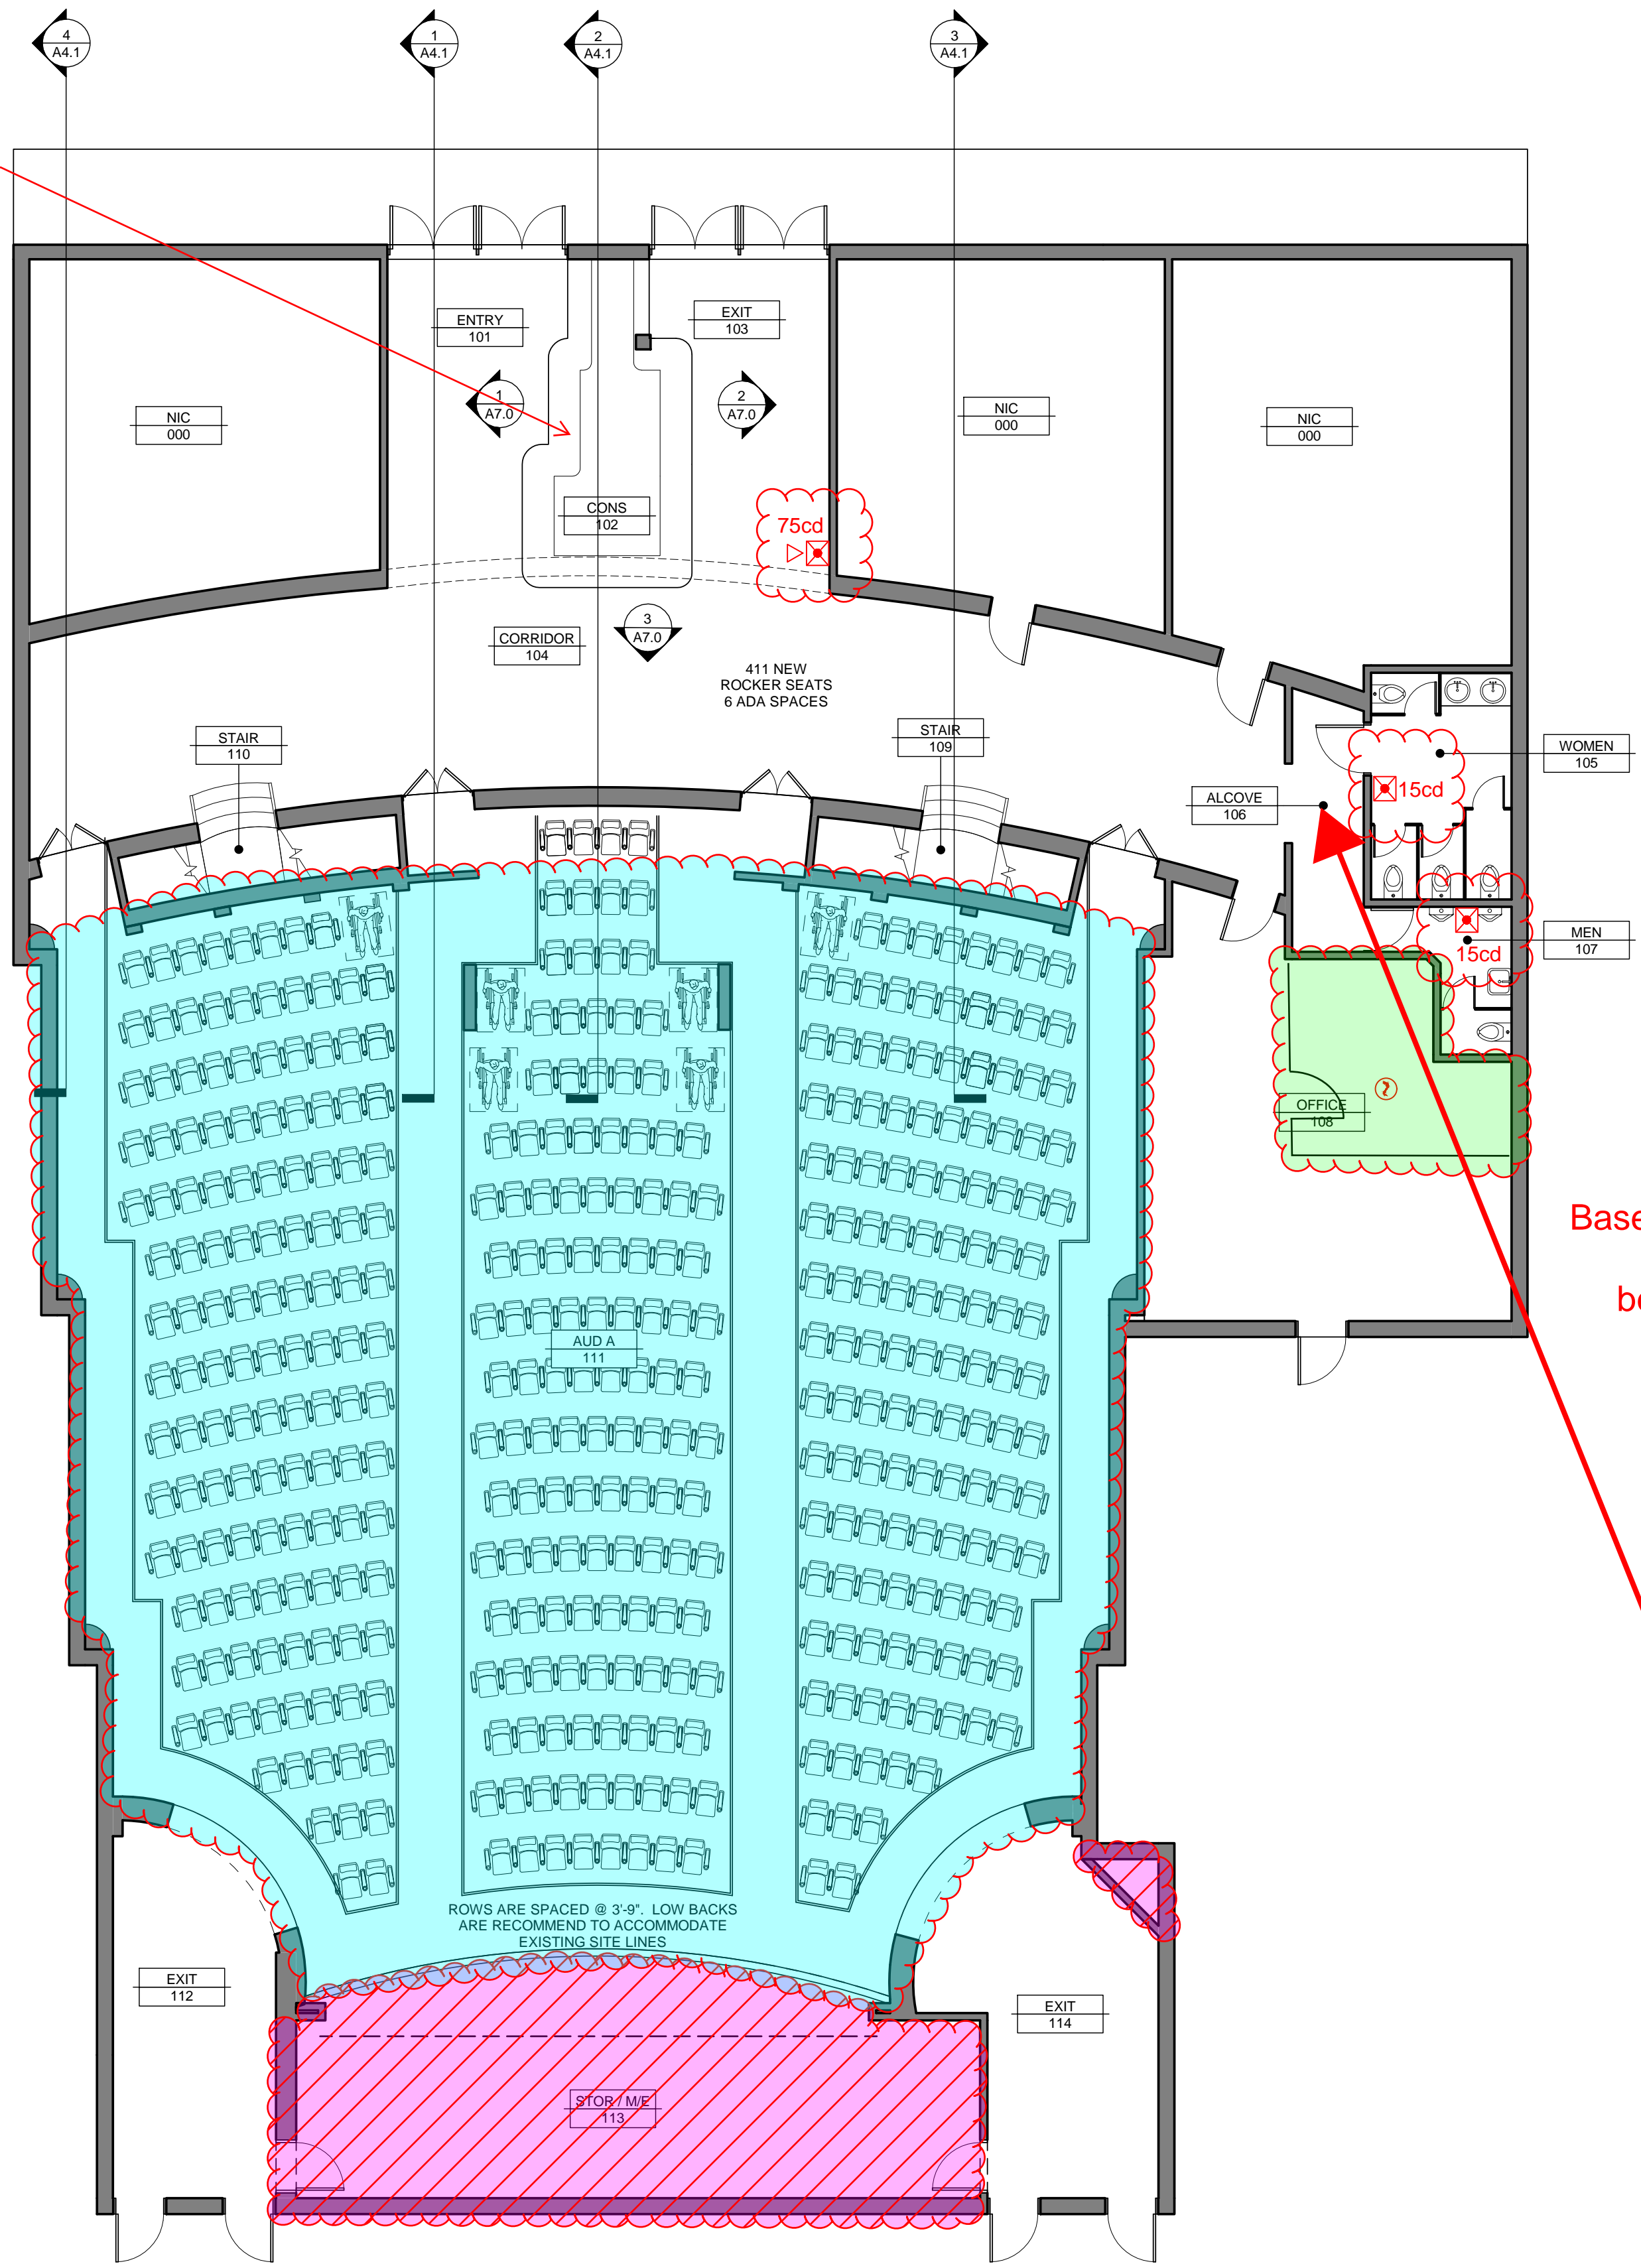 4
A4.1
1
A4.1
2
A4.1
3
A4.1
ENTRY
101
EXIT
103
1
A7.0
2
A7.0
NIC
000
NIC
000
NIC
000
CONS
102
75cd
CORRIDOR
104
3
A7.0
411 NEW
ROCKER SEATS
6 ADA SPACES
STAIR
110
STAIR
109
WOMEN
105
15cd
ALCOVE
106
MEN
107
15cd
OFFICE
108
Base
be
AUD A
111
ROWS ARE SPACED @ 3'-9". LOW BACKS
ARE RECOMMEND TO ACCOMMODATE
EXISTING SITE LINES
EXIT
112
EXIT
114
STOR / M/E
113